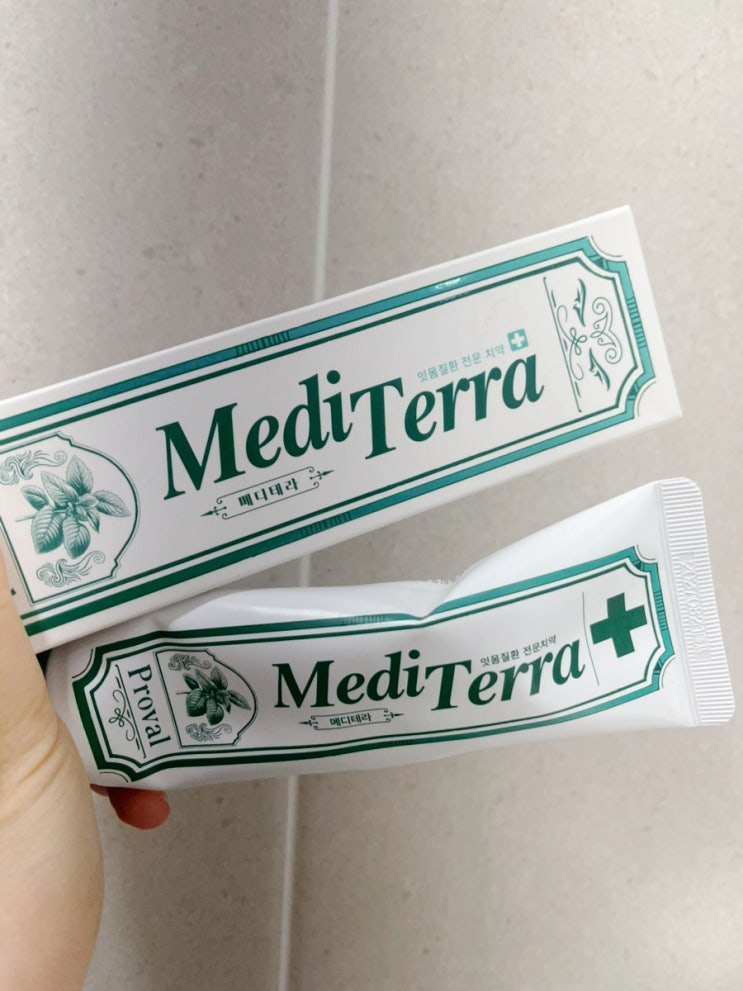 잇몸질환 전문 치약
MediTerra
메디테라
Proval
잇몸질환 전문치약
MediTerra
메디테라